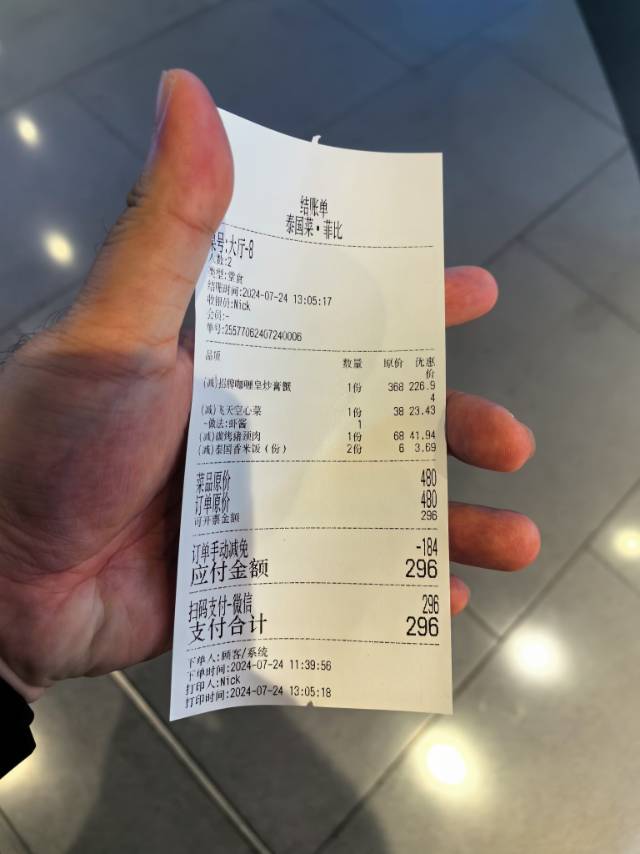 结账单
泰国菜·菲比
号:大厅-8
人数:2
类型:堂食
结账时间:2024-07-24 13:05:17
收银员:Nick
会员:-
单号:25577062407240006
品项 数量 原价 优惠价
(减)招牌咖喱皇炒膏蟹 1份 368 226.94
(减)飞天空心菜 1份 38 23.43
-做法:虾酱 1
(减)碳烤猪颈肉 1份 68 41.94
(减)泰国香米饭(份) 2份 6 3.69
菜品原价 480
订单原价 480
可开票金额 296
订单手动减免 -184
应付金额 296
扫码支付-微信 296
支付合计 296
下单人:顾客/系统
下单时间:2024-07-24 11:39:56
打印人:Nick
打印时间:2024-07-24 13:05:18